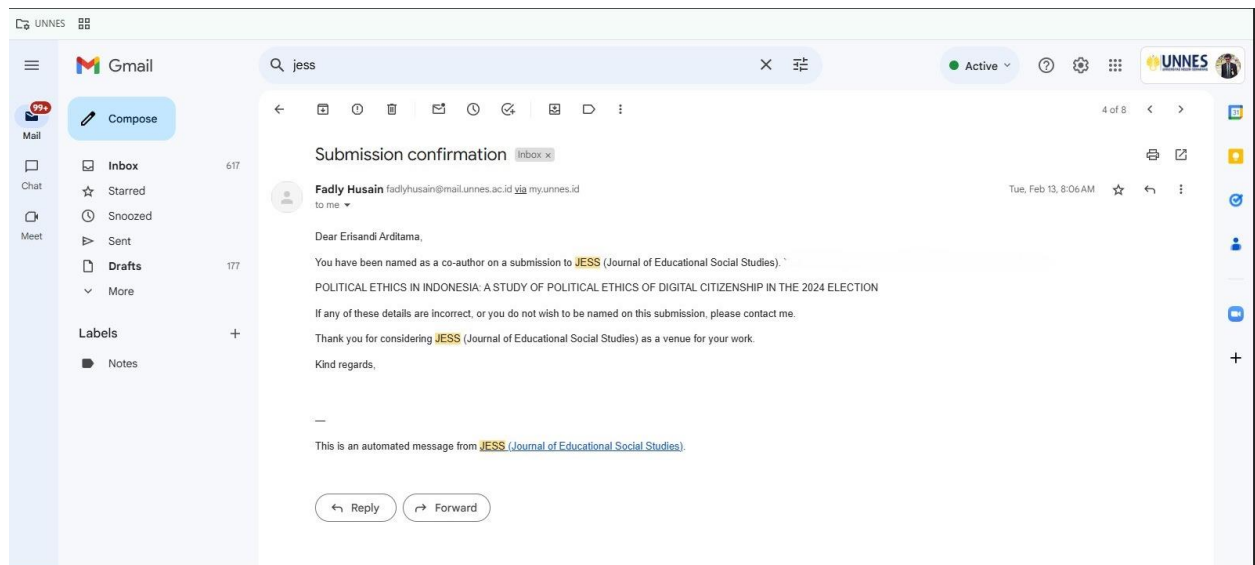 UNNES
Gmail
jess
Active
UNNES
99+
Mail
Compose
4 of 8
31
Chat
Meet
Inbox 617
Starred
Snoozed
Sent
Drafts 177
More
Labels
Notes
Submission confirmation Inbox x
Fadly Husain fadlyhusain@mail.unnes.ac.id via my.unnes.id
Tue, Feb 13, 8:06 AM
to me
Dear Erisandi Arditama,
You have been named as a co-author on a submission to JESS (Journal of Educational Social Studies). `
POLITICAL ETHICS IN INDONESIA: A STUDY OF POLITICAL ETHICS OF DIGITAL CITIZENSHIP IN THE 2024 ELECTION
If any of these details are incorrect, or you do not wish to be named on this submission, please contact me.
Thank you for considering JESS (Journal of Educational Social Studies) as a venue for your work.
Kind regards,
—
This is an automated message from JESS (Journal of Educational Social Studies).
Reply
Forward